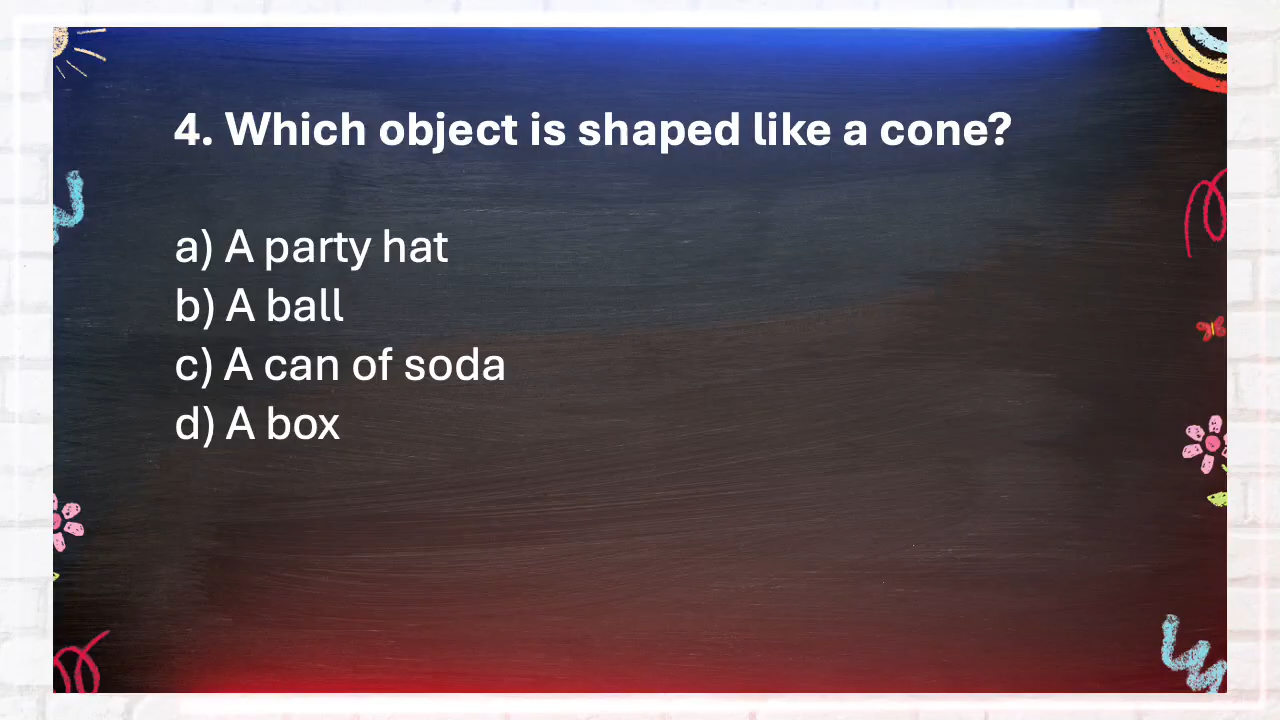 4. Which object is shaped like a cone?
a) A party hat
b) A ball
c) A can of soda
d) A box